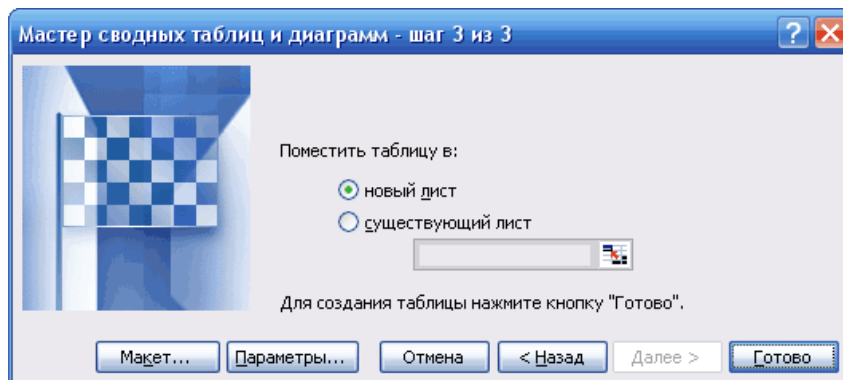 Мастер сводных таблиц и диаграмм - шаг 3 из 3
Поместить таблицу в:
новый лист
существующий лист
Для создания таблицы нажмите кнопку "Готово".
Макет... Параметры... Отмена < Назад Далее > Готово